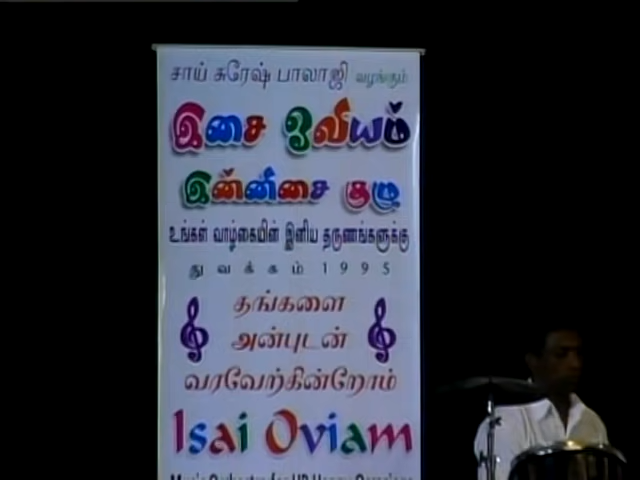 சாய் சுரேஷ் பாலாஜி வழங்கும்
இசை ஓவியம்
இன்னிசை குழு
உங்கள் வாழ்கையின் இனிய தருணங்களுக்கு
துவக்கம் 1995
தங்களை
அன்புடன்
வரவேற்கின்றோம்
Isai Oviam